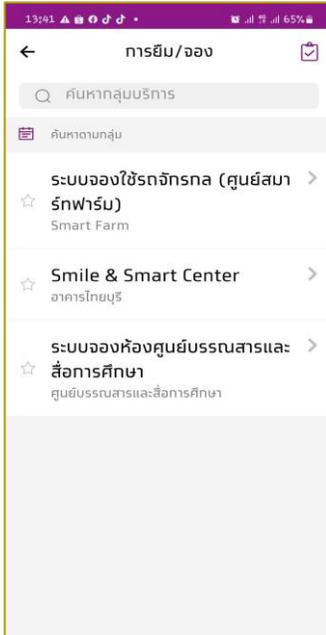 13:41
65%
การยืม/จอง
ค้นหากลุ่มบริการ
ค้นหาตามกลุ่ม
ระบบจองใช้รถจักรกล (ศูนย์สมา
ร์ทฟาร์ม)
Smart Farm
Smile & Smart Center
อาคารไทยบุรี
ระบบจองห้องศูนย์บรรณสารและ
สื่อการศึกษา
ศูนย์บรรณสารและสื่อการศึกษา